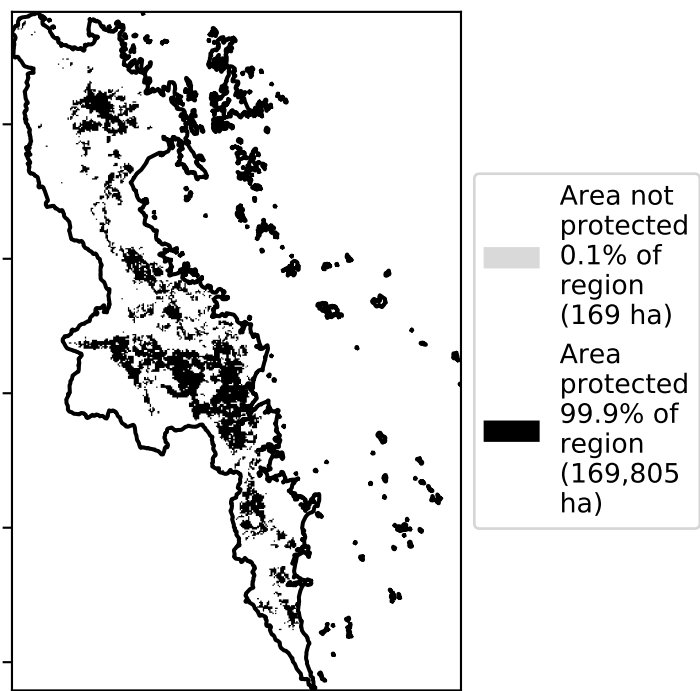 Area not
protected
0.1% of
region
(169 ha)
Area
protected
99.9% of
region
(169,805
ha)